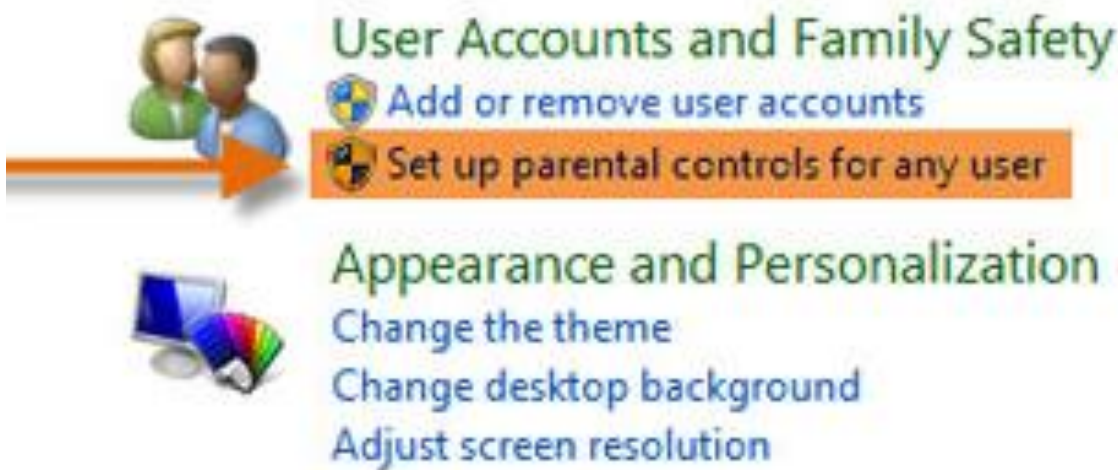 User Accounts and Family Safety
Add or remove user accounts
Set up parental controls for any user
Appearance and Personalization
Change the theme
Change desktop background
Adjust screen resolution